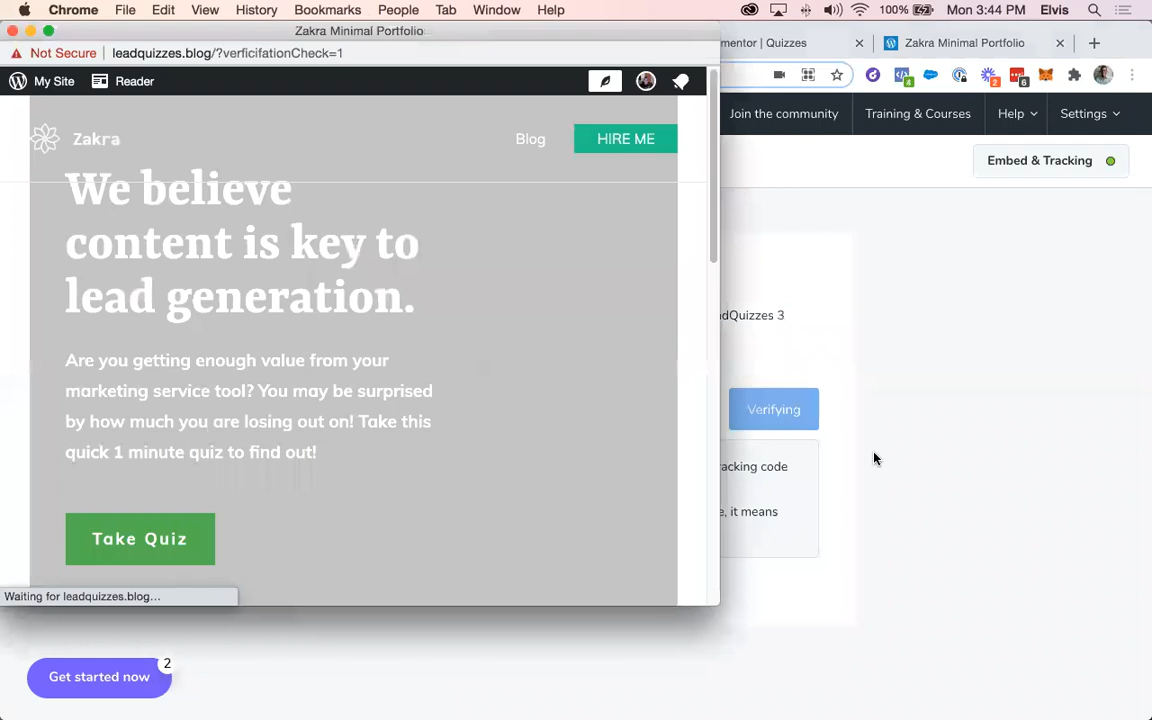 Chrome File Edit View History Bookmarks People Tab Window Help 100% Mon 3:44 PM Elvis
Zakra Minimal Portfolio
Not Secure leadquizzes.blog/?verficifationCheck=1
mentor | Quizzes
Zakra Minimal Portfolio
4
2
6
My Site Reader
Join the community Training & Courses Help Settings
Zakra Blog HIRE ME
Embed & Tracking
We believe
content is key to
lead generation.
Are you getting enough value from your
marketing service tool? You may be surprised
by how much you are losing out on! Take this
quick 1 minute quiz to find out!
Take Quiz
Waiting for leadquizzes.blog…
adQuizzes 3
Verifying
acking code
e, it means
Get started now
2